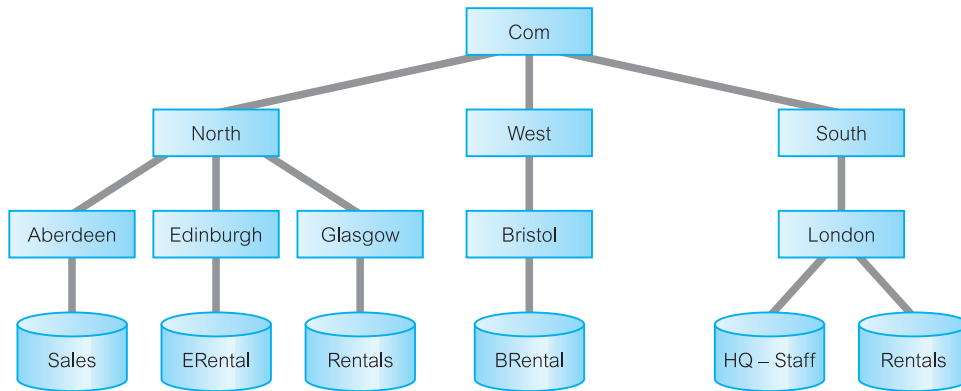 Com
North
West
South
Aberdeen
Edinburgh
Glasgow
Bristol
London
Sales
ERental
Rentals
BRental
HQ – Staff
Rentals